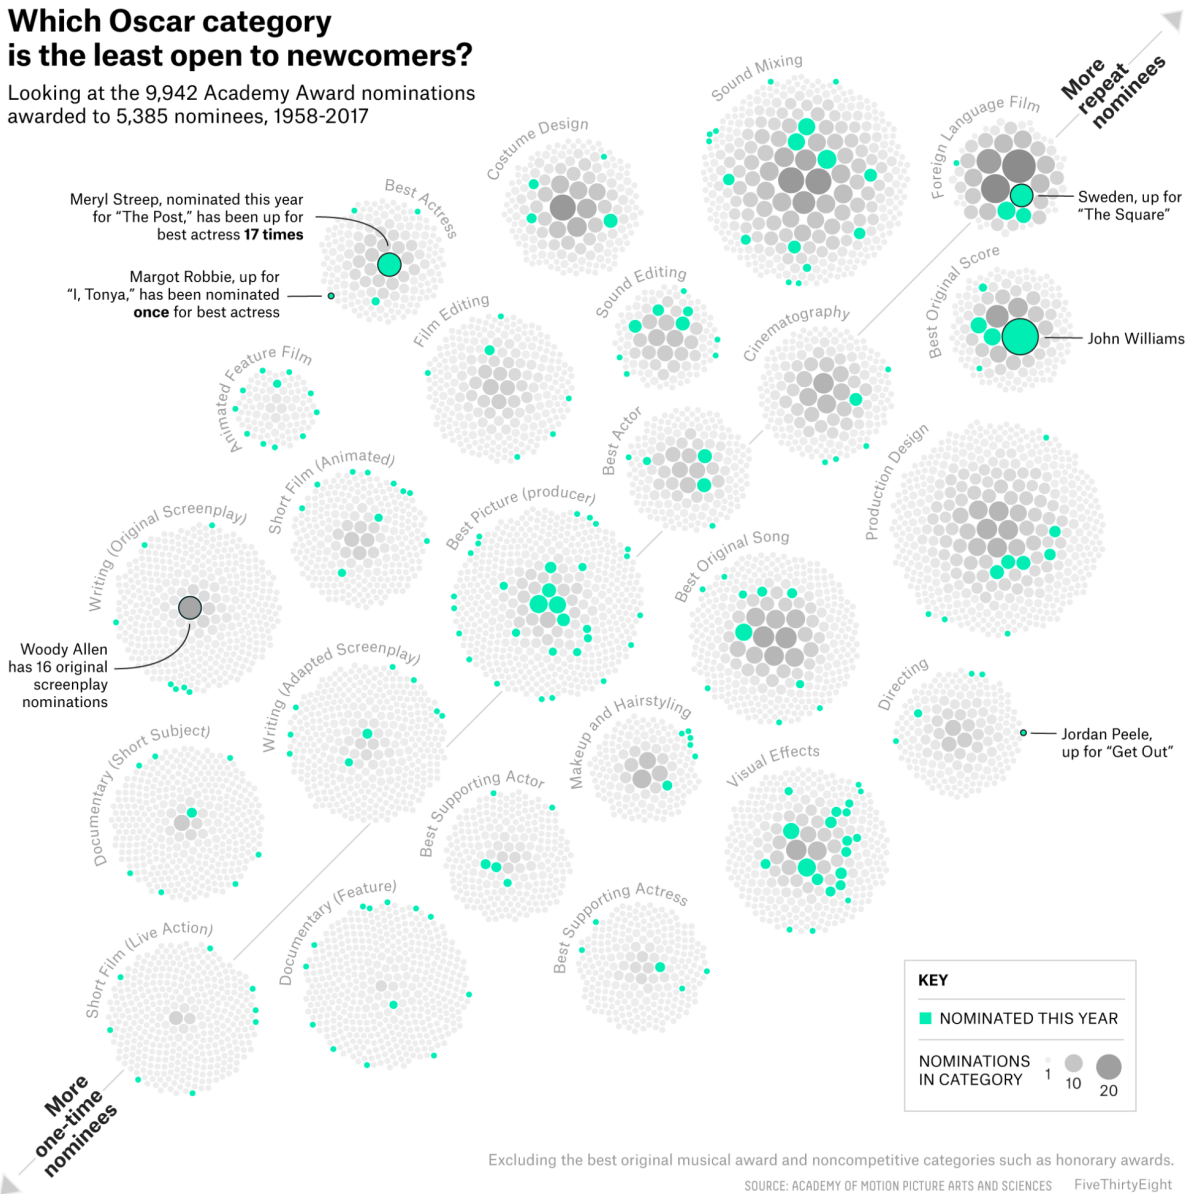 Which Oscar category
is the least open to newcomers?
Looking at the 9,942 Academy Award nominations
awarded to 5,385 nominees, 1958-2017
More
repeat
nominees
Sound Mixing
Foreign Language Film
Costume Design
Best Actress
Meryl Streep, nominated this year
for “The Post,” has been up for
best actress 17 times
Sweden, up for
“The Square”
Margot Robbie, up for
“I, Tonya,” has been nominated
once for best actress
Film Editing
Sound Editing
Cinematography
Best Original Score
John Williams
Animated Feature Film
Best Actor
Production Design
Short Film (Animated)
Best Picture (producer)
Writing (Original Screenplay)
Best Original Song
Woody Allen
has 16 original
screenplay
nominations
Writing (Adapted Screenplay)
Directing
Makeup and Hairstyling
Jordan Peele,
up for “Get Out”
Documentary (Short Subject)
Best Supporting Actor
Visual Effects
Documentary (Feature)
Best Supporting Actress
Short Film (Live Action)
KEY
NOMINATED THIS YEAR
NOMINATIONS
IN CATEGORY
1
10
20
More
one-time
nominees
Excluding the best original musical award and noncompetitive categories such as honorary awards.
SOURCE: ACADEMY OF MOTION PICTURE ARTS AND SCIENCES
FiveThirtyEight